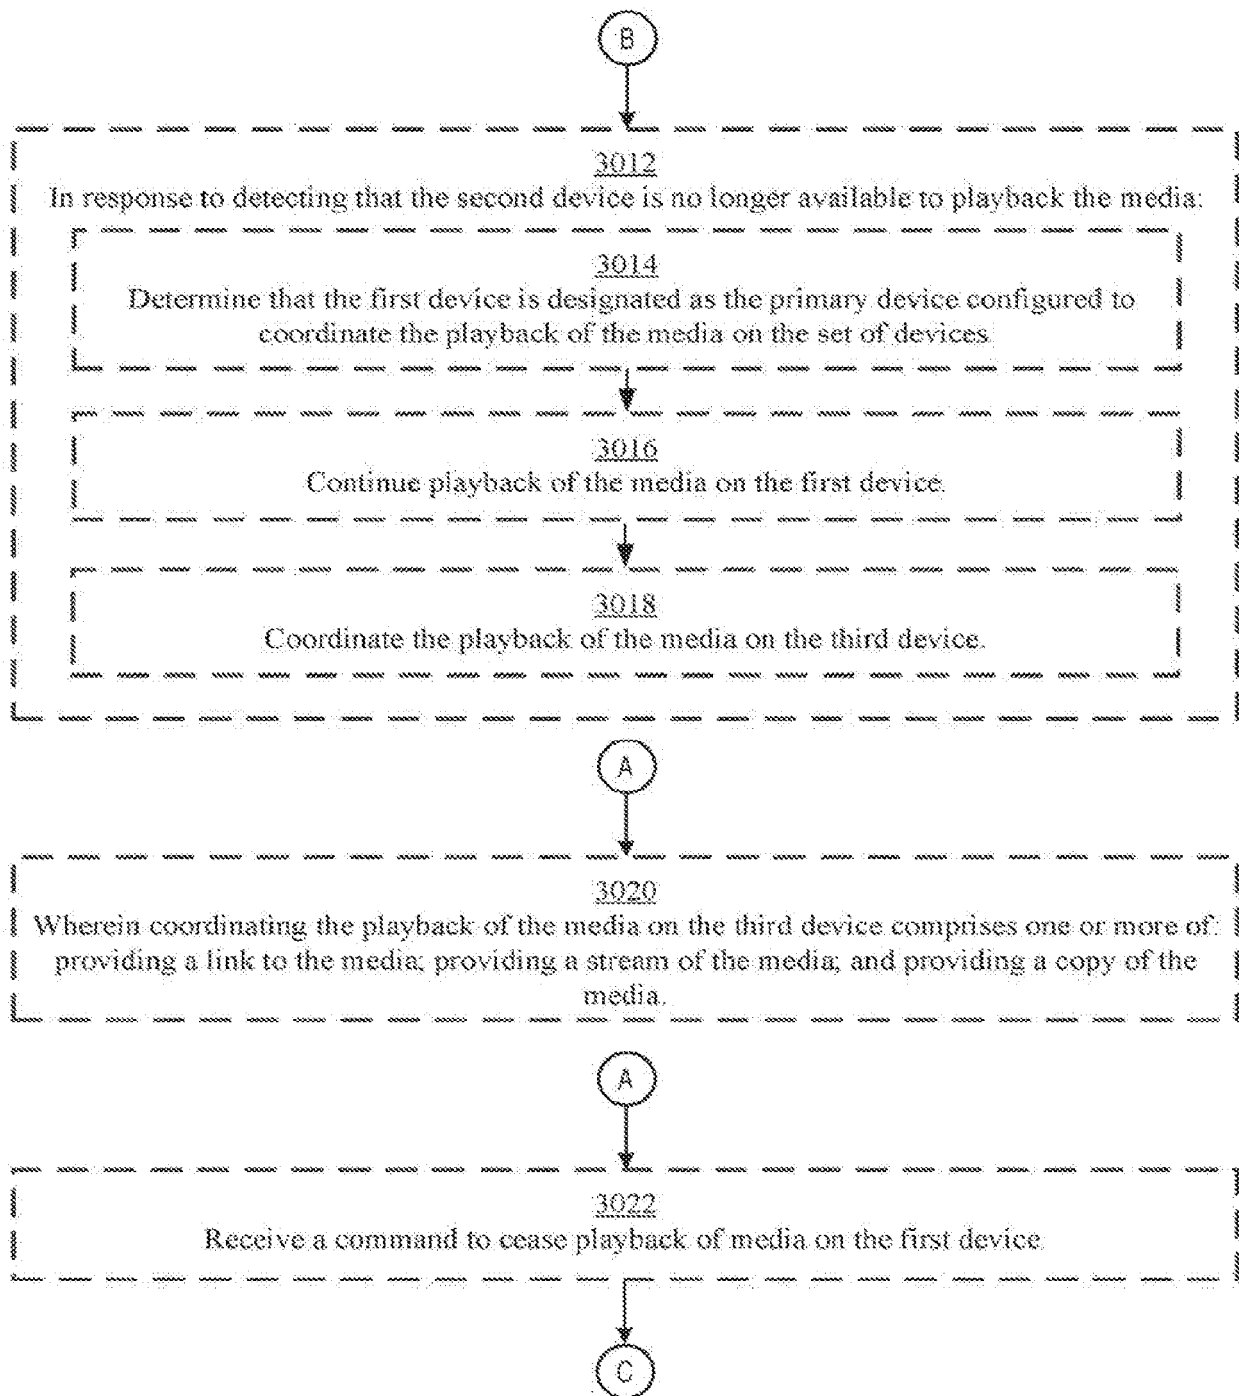 B
3012
In response to detecting that the second device is no longer available to playback the media:
3014
Determine that the first device is designated as the primary device configured to
coordinate the playback of the media on the set of devices.
3016
Continue playback of the media on the first device.
3018
Coordinate the playback of the media on the third device.
A
3020
Wherein coordinating the playback of the media on the third device comprises one or more of:
providing a link to the media; providing a stream of the media; and providing a copy of the
media.
A
3022
Receive a command to cease playback of media on the first device
C